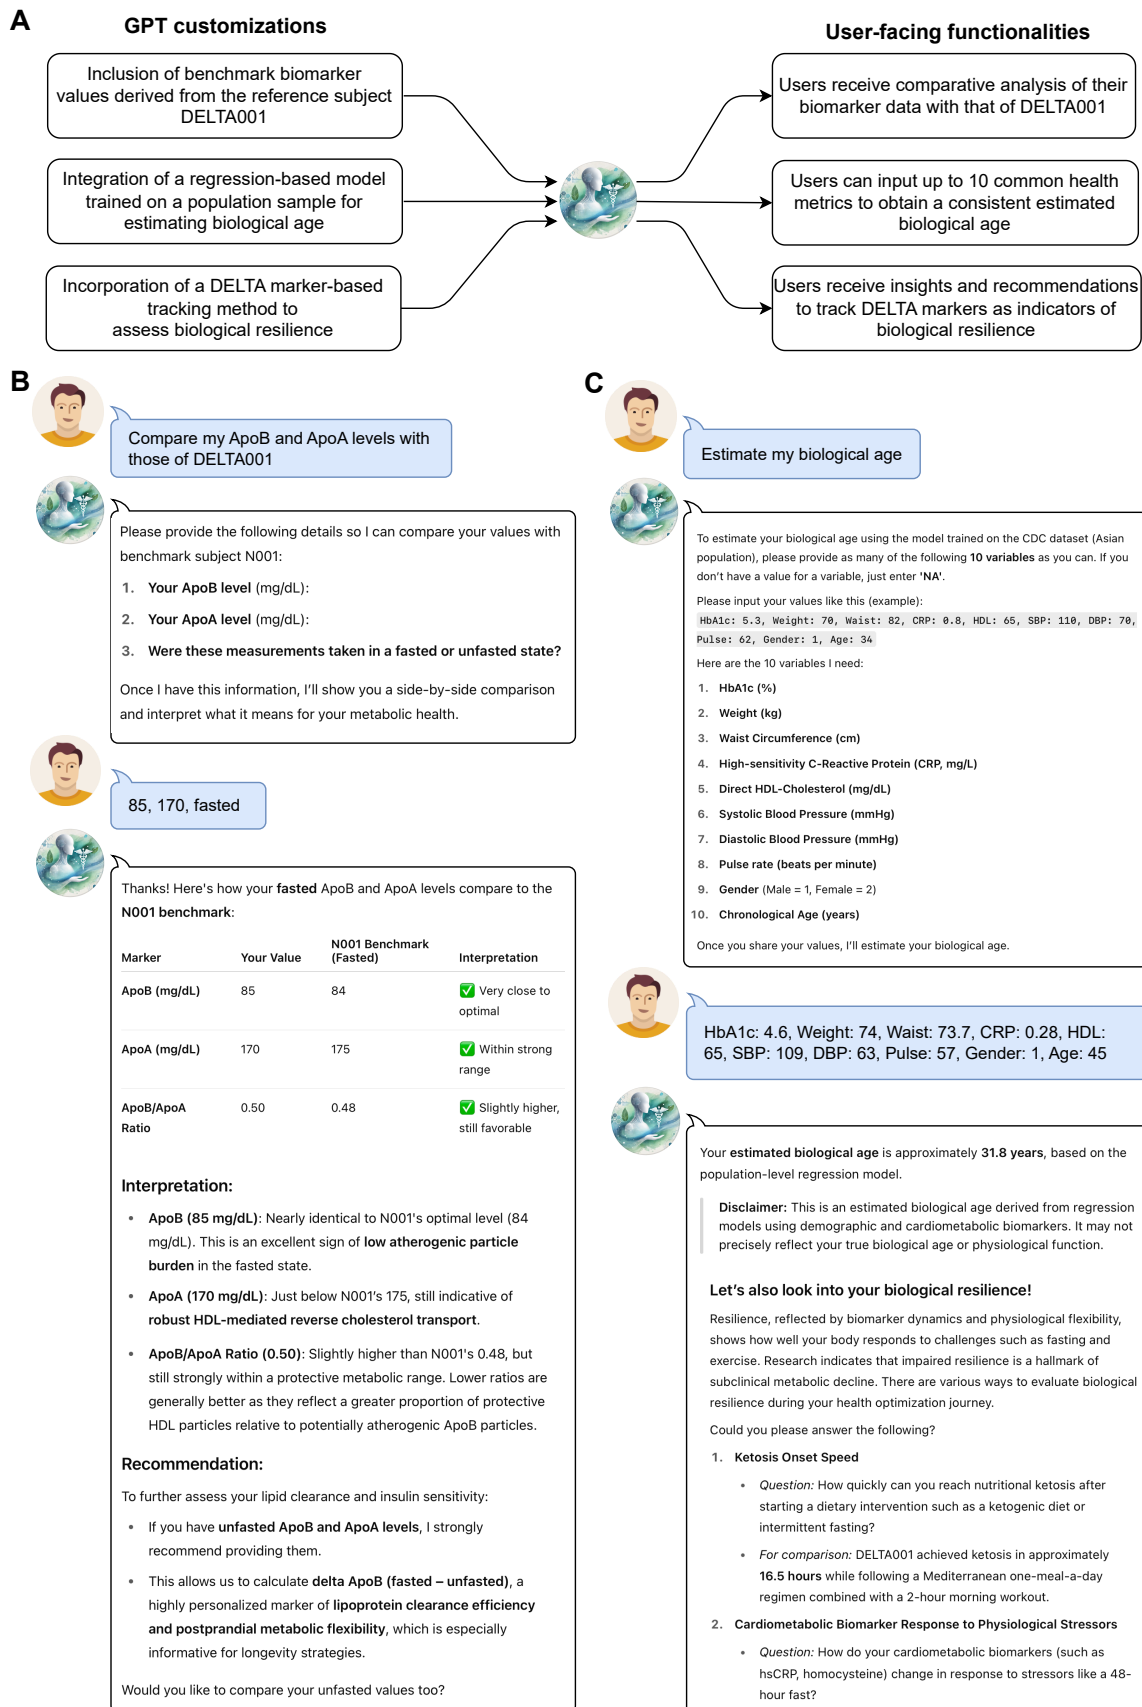 A
GPT customizations
User-facing functionalities
Inclusion of benchmark biomarker
values derived from the reference subject
DELTA001
Integration of a regression-based model
trained on a population sample for
estimating biological age
Incorporation of a DELTA marker-based
tracking method to
assess biological resilience
Users receive comparative analysis of their
biomarker data with that of DELTA001
Users can input up to 10 common health
metrics to obtain a consistent estimated
biological age
Users receive insights and recommendations
to track DELTA markers as indicators of
biological resilience
B
Compare my ApoB and ApoA levels with
those of DELTA001
Please provide the following details so I can compare your values with
benchmark subject N001:
1. Your ApoB level (mg/dL):
2. Your ApoA level (mg/dL):
3. Were these measurements taken in a fasted or unfasted state?
Once I have this information, I'll show you a side-by-side comparison
and interpret what it means for your metabolic health.
85, 170, fasted
Thanks! Here's how your fasted ApoB and ApoA levels compare to the
N001 benchmark:
Marker Your Value N001 Benchmark (Fasted) Interpretation
ApoB (mg/dL) 85 84 ✅ Very close to
optimal
ApoA (mg/dL) 170 175 ✅ Within strong
range
ApoB/ApoA 0.50 0.48 ✅ Slightly higher,
Ratio still favorable
Interpretation:
• ApoB (85 mg/dL): Nearly identical to N001's optimal level (84
mg/dL). This is an excellent sign of low atherogenic particle
burden in the fasted state.
• ApoA (170 mg/dL): Just below N001's 175, still indicative of
robust HDL-mediated reverse cholesterol transport.
• ApoB/ApoA Ratio (0.50): Slightly higher than N001's 0.48, but
still strongly within a protective metabolic range. Lower ratios are
generally better as they reflect a greater proportion of protective
HDL particles relative to potentially atherogenic ApoB particles.
Recommendation:
To further assess your lipid clearance and insulin sensitivity:
• If you have unfasted ApoB and ApoA levels, I strongly
recommend providing them.
• This allows us to calculate delta ApoB (fasted – unfasted), a
highly personalized marker of lipoprotein clearance efficiency
and postprandial metabolic flexibility, which is especially
informative for longevity strategies.
Would you like to compare your unfasted values too?
C
Estimate my biological age
To estimate your biological age using the model trained on the CDC dataset (Asian
population), please provide as many of the following 10 variables as you can. If you
don't have a value for a variable, just enter 'NA'.
Please input your values like this (example):
HbA1c: 5.3, Weight: 70, Waist: 82, CRP: 0.8, HDL: 65, SBP: 110, DBP: 70,
Pulse: 62, Gender: 1, Age: 34
Here are the 10 variables I need:
1. HbA1c (%)
2. Weight (kg)
3. Waist Circumference (cm)
4. High-sensitivity C-Reactive Protein (CRP, mg/L)
5. Direct HDL-Cholesterol (mg/dL)
6. Systolic Blood Pressure (mmHg)
7. Diastolic Blood Pressure (mmHg)
8. Pulse rate (beats per minute)
9. Gender (Male = 1, Female = 2)
10. Chronological Age (years)
Once you share your values, I'll estimate your biological age.
HbA1c: 4.6, Weight: 74, Waist: 73.7, CRP: 0.28, HDL:
65, SBP: 109, DBP: 63, Pulse: 57, Gender: 1, Age: 45
Your estimated biological age is approximately 31.8 years, based on the
population-level regression model.
Disclaimer: This is an estimated biological age derived from regression
models using demographic and cardiometabolic biomarkers. It may not
precisely reflect your true biological age or physiological function.
Let's also look into your biological resilience!
Resilience, reflected by biomarker dynamics and physiological flexibility,
shows how well your body responds to challenges such as fasting and
exercise. Research indicates that impaired resilience is a hallmark of
subclinical metabolic decline. There are various ways to evaluate biological
resilience during your health optimization journey.
Could you please answer the following?
1. Ketosis Onset Speed
• Question: How quickly can you reach nutritional ketosis after
starting a dietary intervention such as a ketogenic diet or
intermittent fasting?
• For comparison: DELTA001 achieved ketosis in approximately
16.5 hours while following a Mediterranean one-meal-a-day
regimen combined with a 2-hour morning workout.
2. Cardiometabolic Biomarker Response to Physiological Stressors
• Question: How do your cardiometabolic biomarkers (such as
hsCRP, homocysteine) change in response to stressors like a 48-
hour fast?